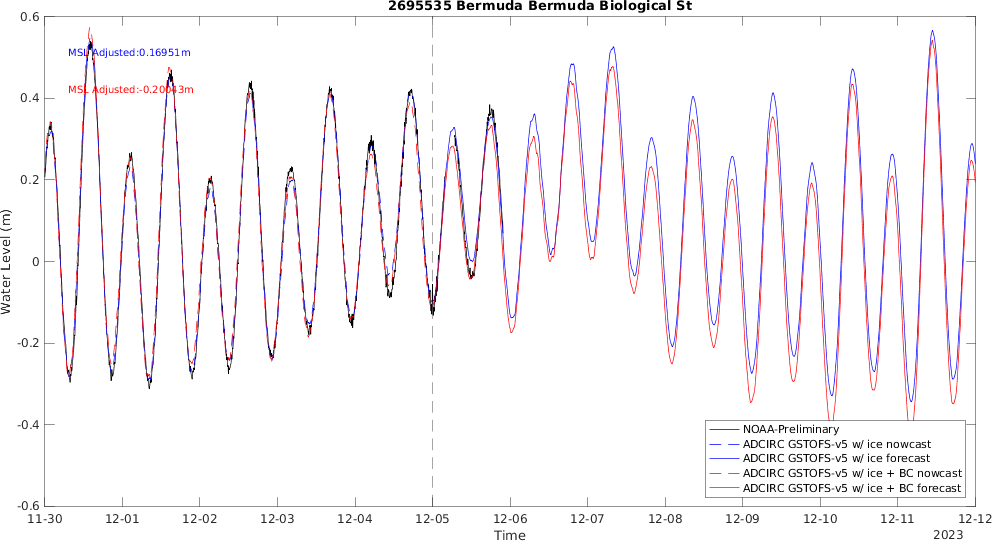 2695535 Bermuda Bermuda Biological St
0.6
MSL Adjusted:0.16951m
MSL Adjusted:-0.20043m
0.4
0.2
0
-0.2
-0.4
-0.6
Water Level (m)
NOAA-Preliminary
ADCIRC GSTOFS-v5 w/ ice nowcast
ADCIRC GSTOFS-v5 w/ ice forecast
ADCIRC GSTOFS-v5 w/ ice + BC nowcast
ADCIRC GSTOFS-v5 w/ ice + BC forecast
11-30 12-01 12-02 12-03 12-04 12-05 12-06 12-07 12-08 12-09 12-10 12-11 12-12
Time
2023